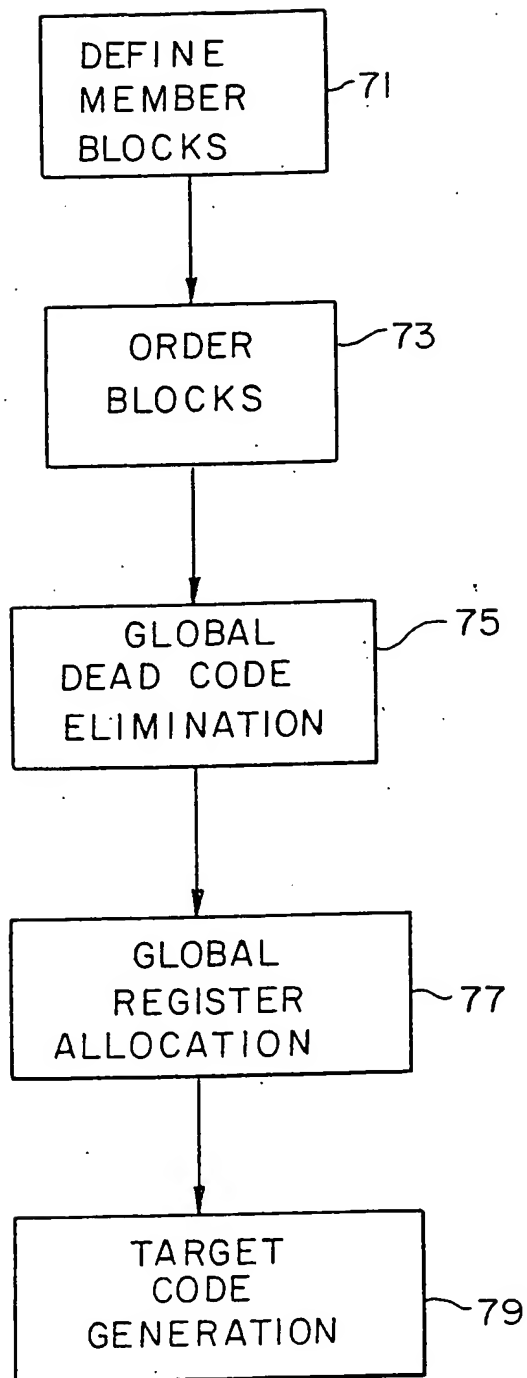 DEFINE
MEMBER
BLOCKS
71
ORDER
BLOCKS
73
GLOBAL
DEAD CODE
ELIMINATION
75
GLOBAL
REGISTER
ALLOCATION
77
TARGET
CODE
GENERATION
79